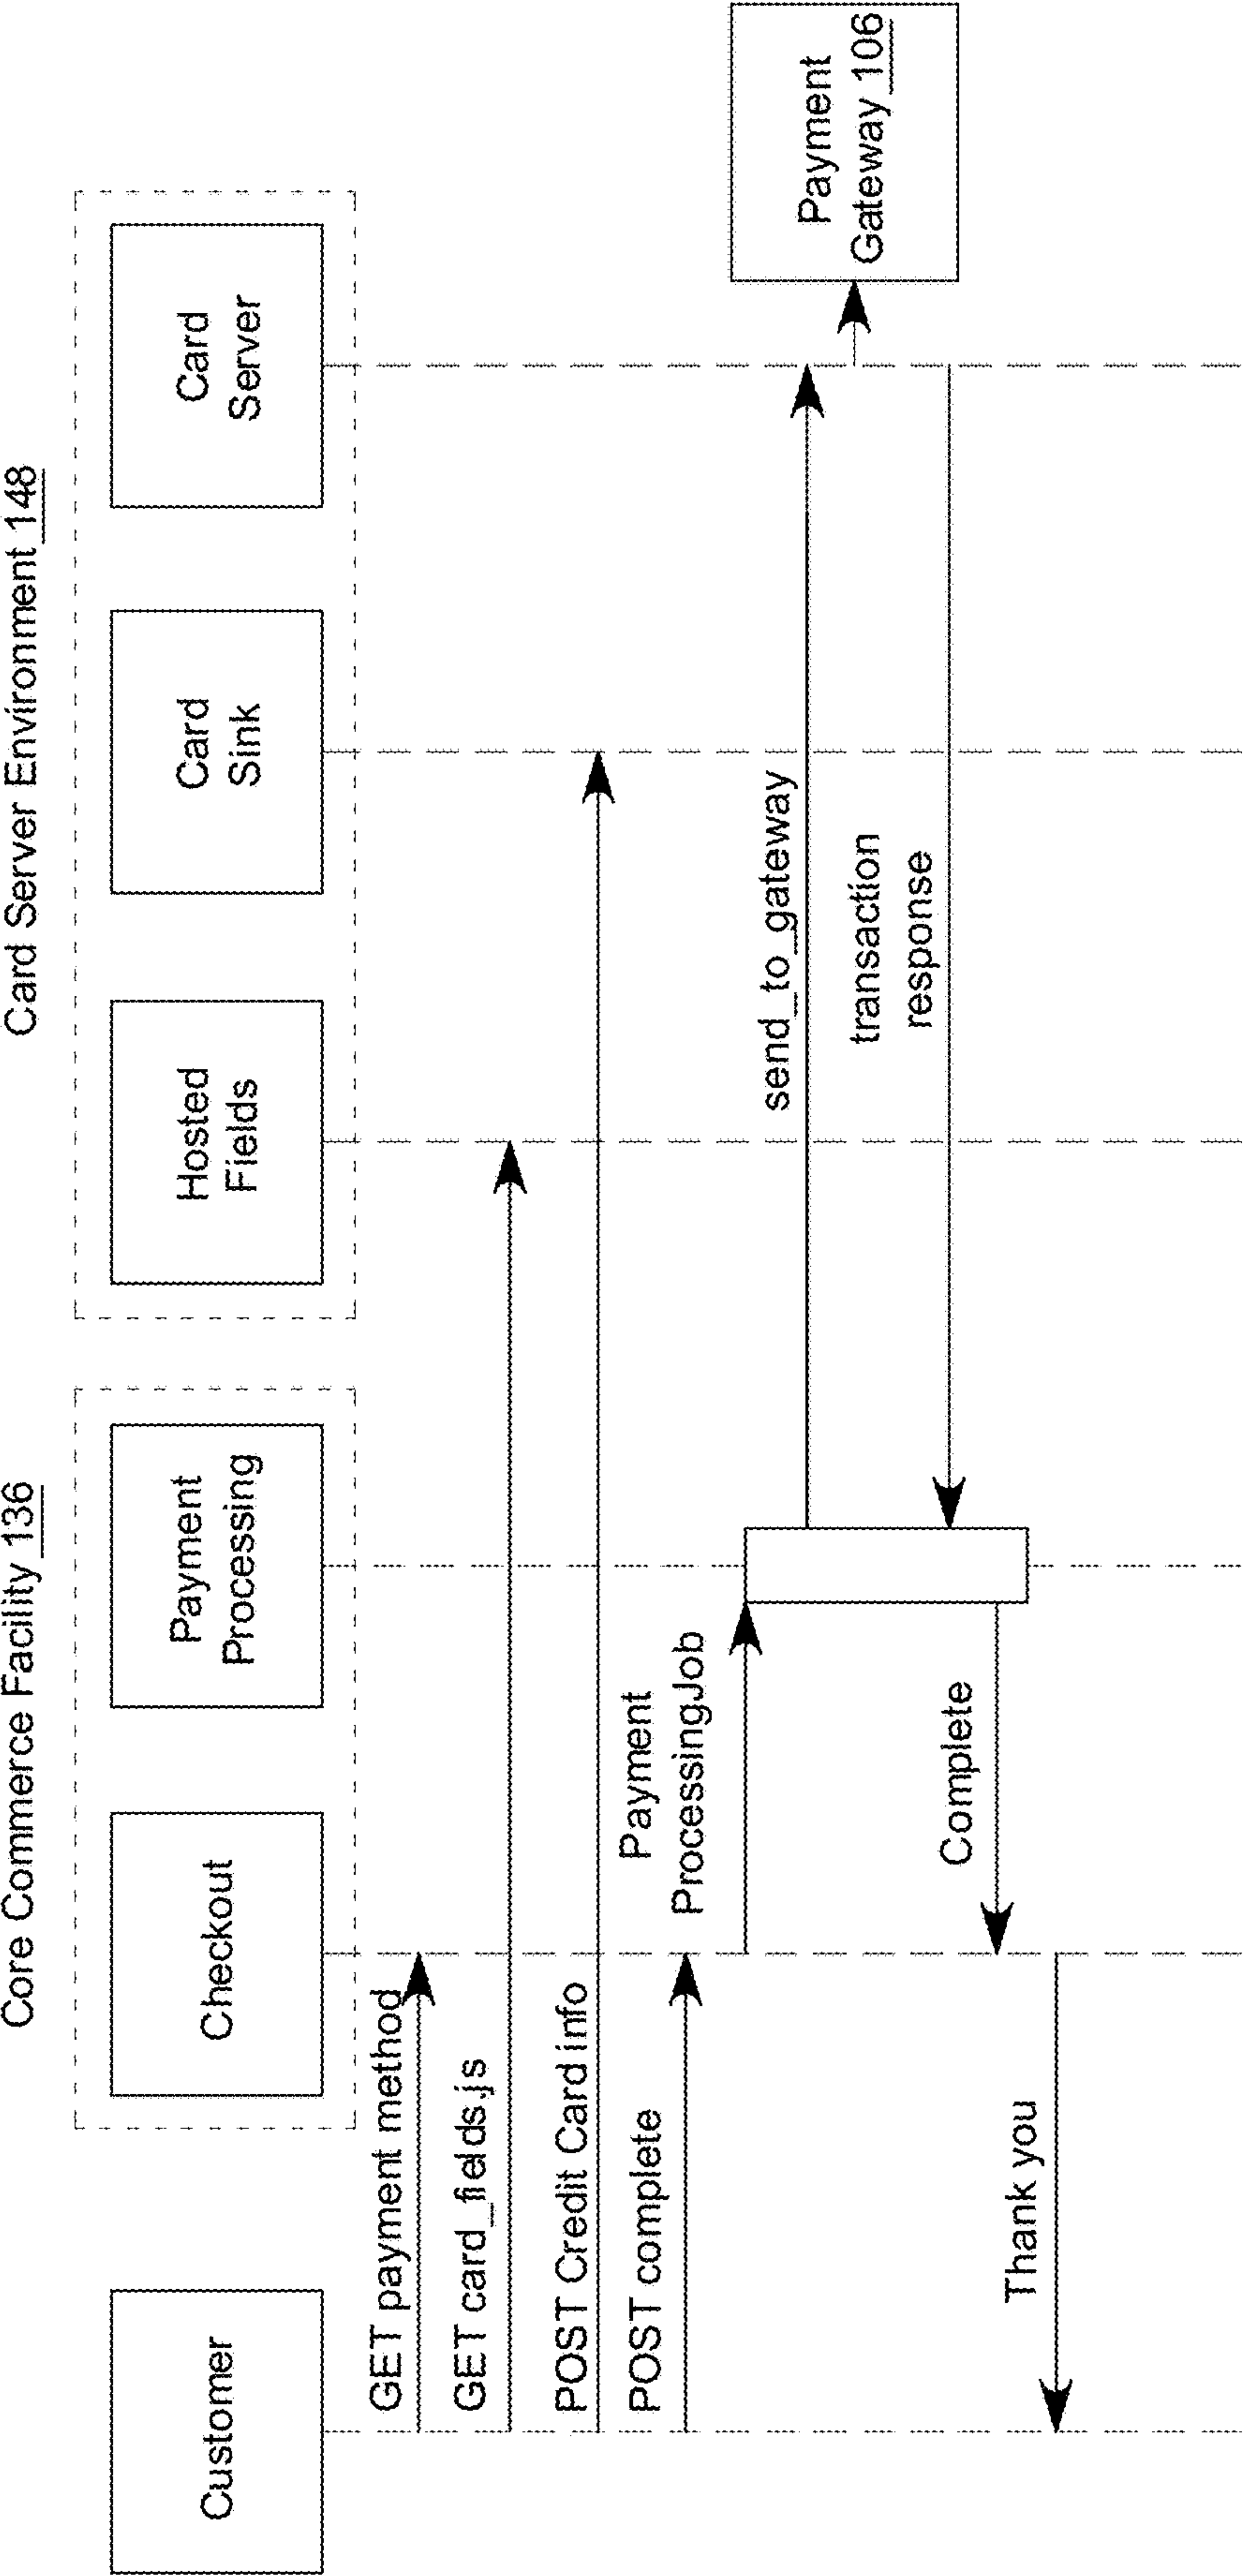 Core Commerce Facility 136
Card Server Environment 148
Customer
Checkout
Payment
Processing
Hosted
Fields
Card
Sink
Card
Server
GET payment method
GET card_fields.js
POST Credit Card info
POST complete
Payment
ProcessingJob
send_to_gateway
Payment
Gateway 106
transaction
response
Complete
Thank you